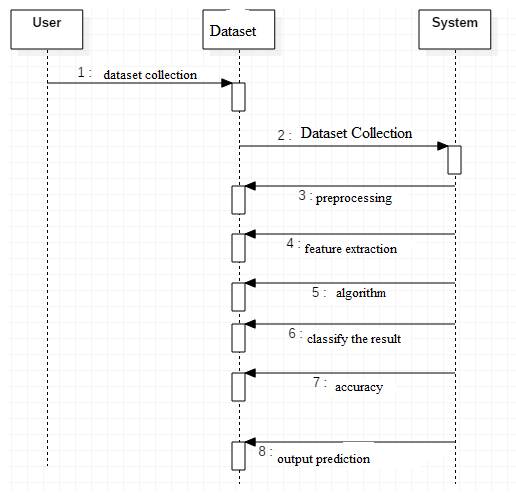 User
Dataset
System
1 : dataset collection
2 : Dataset Collection
3 : preprocessing
4 : feature extraction
5 : algorithm
6 : classify the result
7 : accuracy
8 : output prediction